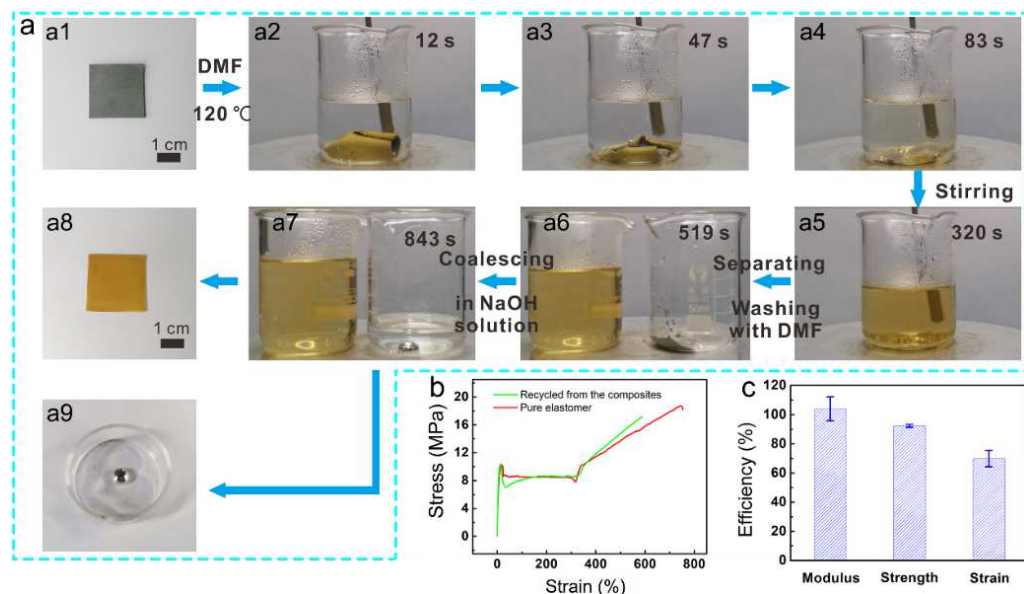 a
a1
DMF
120 ℃
1 cm
a2
12 s
a3
47 s
a4
83 s
Stirring
a8
1 cm
a7
843 s
Coalescing
in NaOH
solution
a6
519 s
Separating
Washing
with DMF
a5
320 s
a9
b
Recycled from the composites
Pure elastomer
Stress (MPa)
20
16
12
8
4
0
0
200
400
600
800
Strain (%)
c
Efficiency (%)
120
100
80
60
40
20
0
Modulus
Strength
Strain